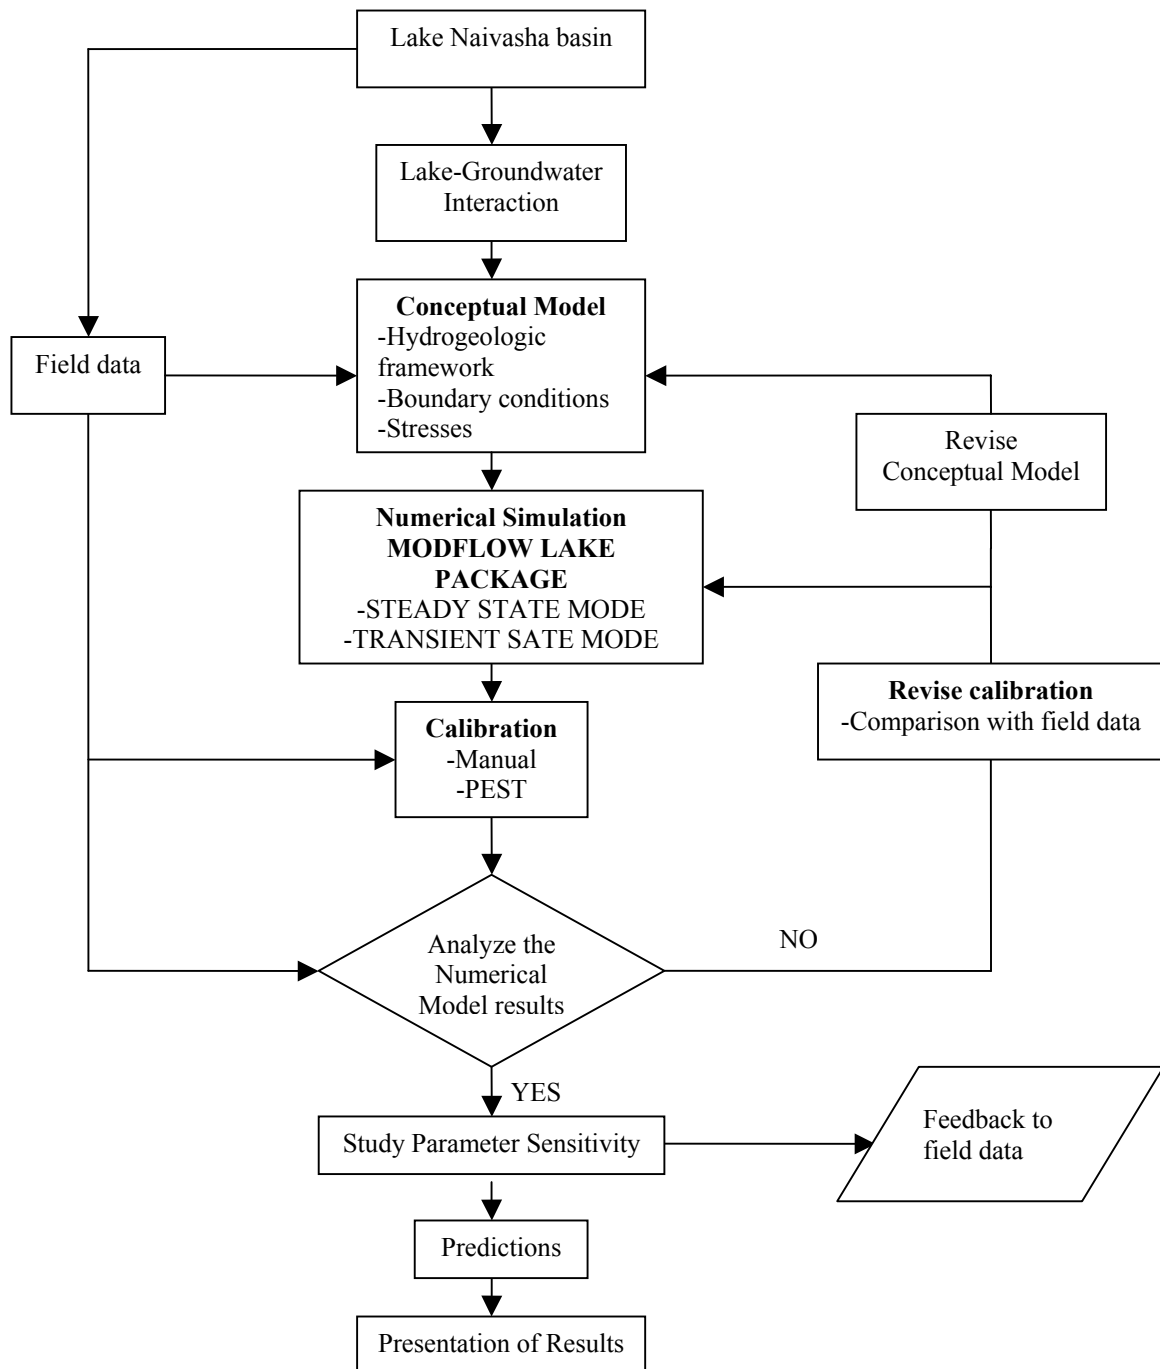 Lake Naivasha basin
Lake-Groundwater
Interaction
Conceptual Model
-Hydrogeologic
framework
-Boundary conditions
-Stresses
Field data
Revise
Conceptual Model
Numerical Simulation
MODFLOW LAKE
PACKAGE
-STEADY STATE MODE
-TRANSIENT SATE MODE
Revise calibration
-Comparison with field data
Calibration
-Manual
-PEST
Analyze the
Numerical
Model results
NO
YES
Study Parameter Sensitivity
Feedback to
field data
Predictions
Presentation of Results